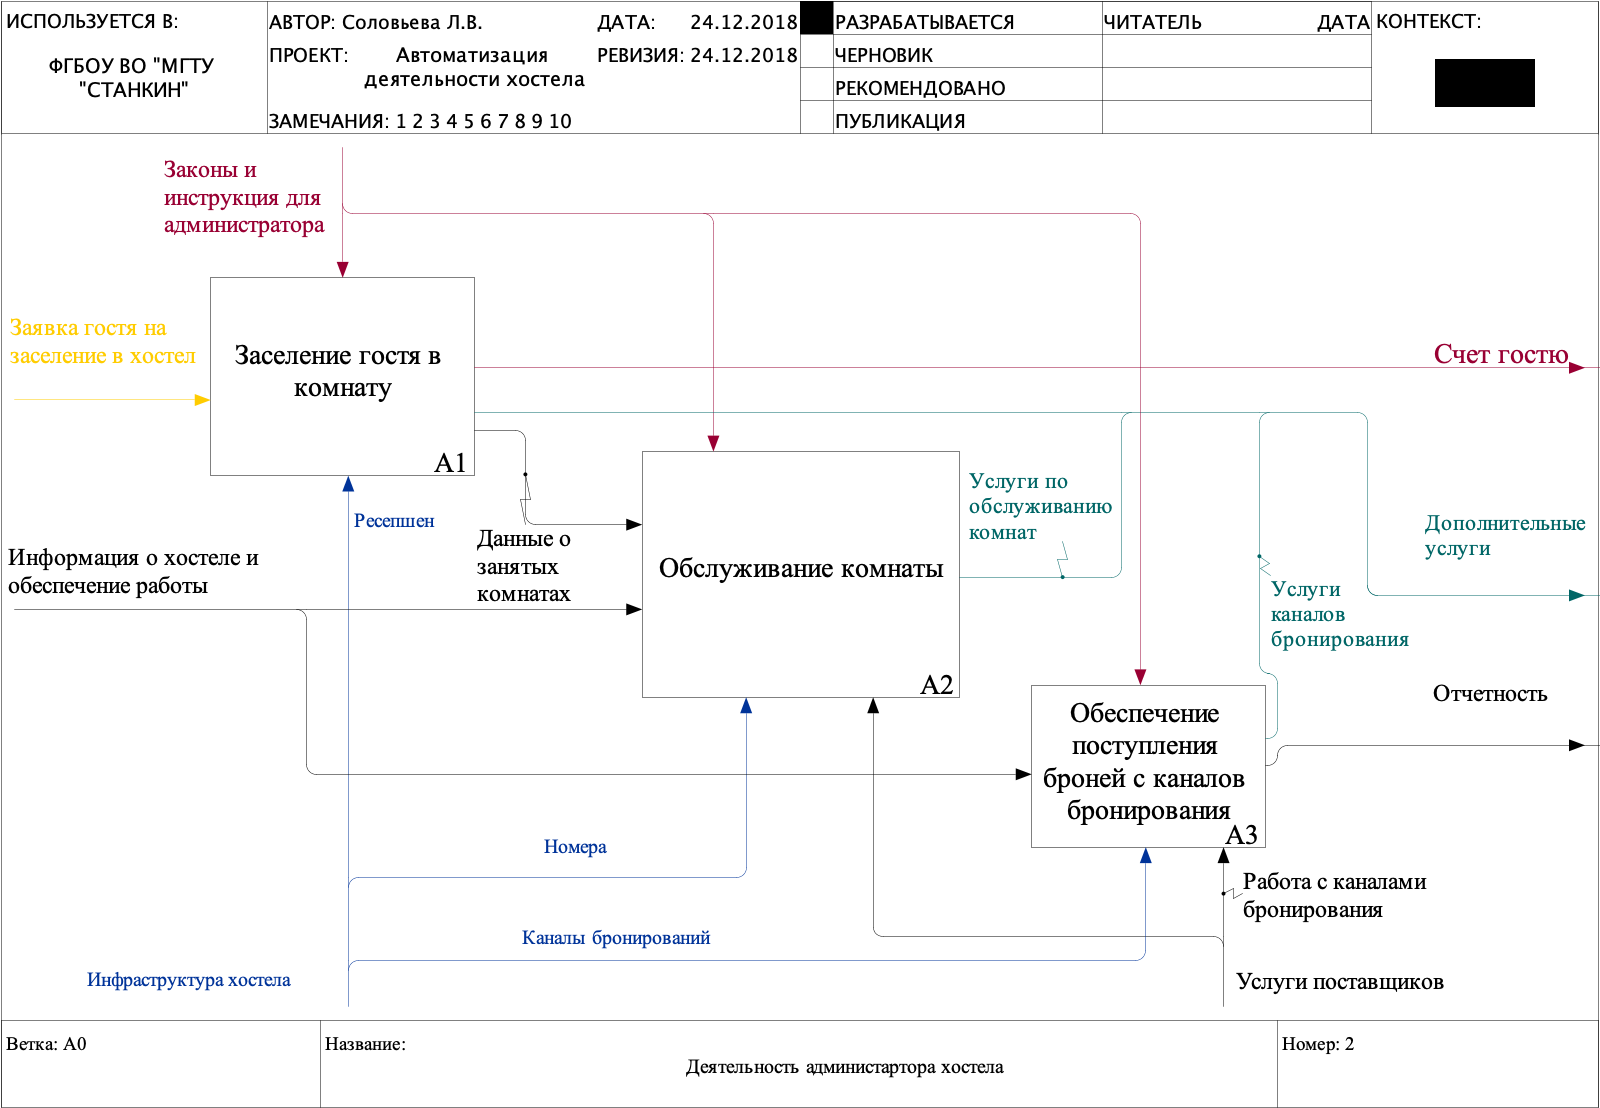 ИСПОЛЬЗУЕТСЯ В:
ФГБОУ ВО "МГТУ
"СТАНКИН"
АВТОР: Соловьева Л.В.
ДАТА: 24.12.2018
ПРОЕКТ: Автоматизация
деятельности хостела
РЕВИЗИЯ: 24.12.2018
ЗАМЕЧАНИЯ: 1 2 3 4 5 6 7 8 9 10
РАЗРАБАТЫВАЕТСЯ
ЧЕРНОВИК
РЕКОМЕНДОВАНО
ПУБЛИКАЦИЯ
ЧИТАТЕЛЬ
ДАТА
КОНТЕКСТ:
Законы и
инструкция для
администратора
Заявка гостя на
заселение в хостел
Заселение гостя в
комнату
A1
Счет гостю
Ресепшен
Информация о хостеле и
обеспечение работы
Данные о
занятых
комнатах
Обслуживание комнаты
A2
Услуги по
обслуживанию
комнат
Дополнительные
услуги
Услуги
каналов
бронирования
Отчетность
Обеспечение
поступления
броней с каналов
бронирования
A3
Номера
Работа с каналами
бронирования
Каналы бронирований
Инфраструктура хостела
Услуги поставщиков
Ветка: A0
Название:
Деятельность администартора хостела
Номер: 2